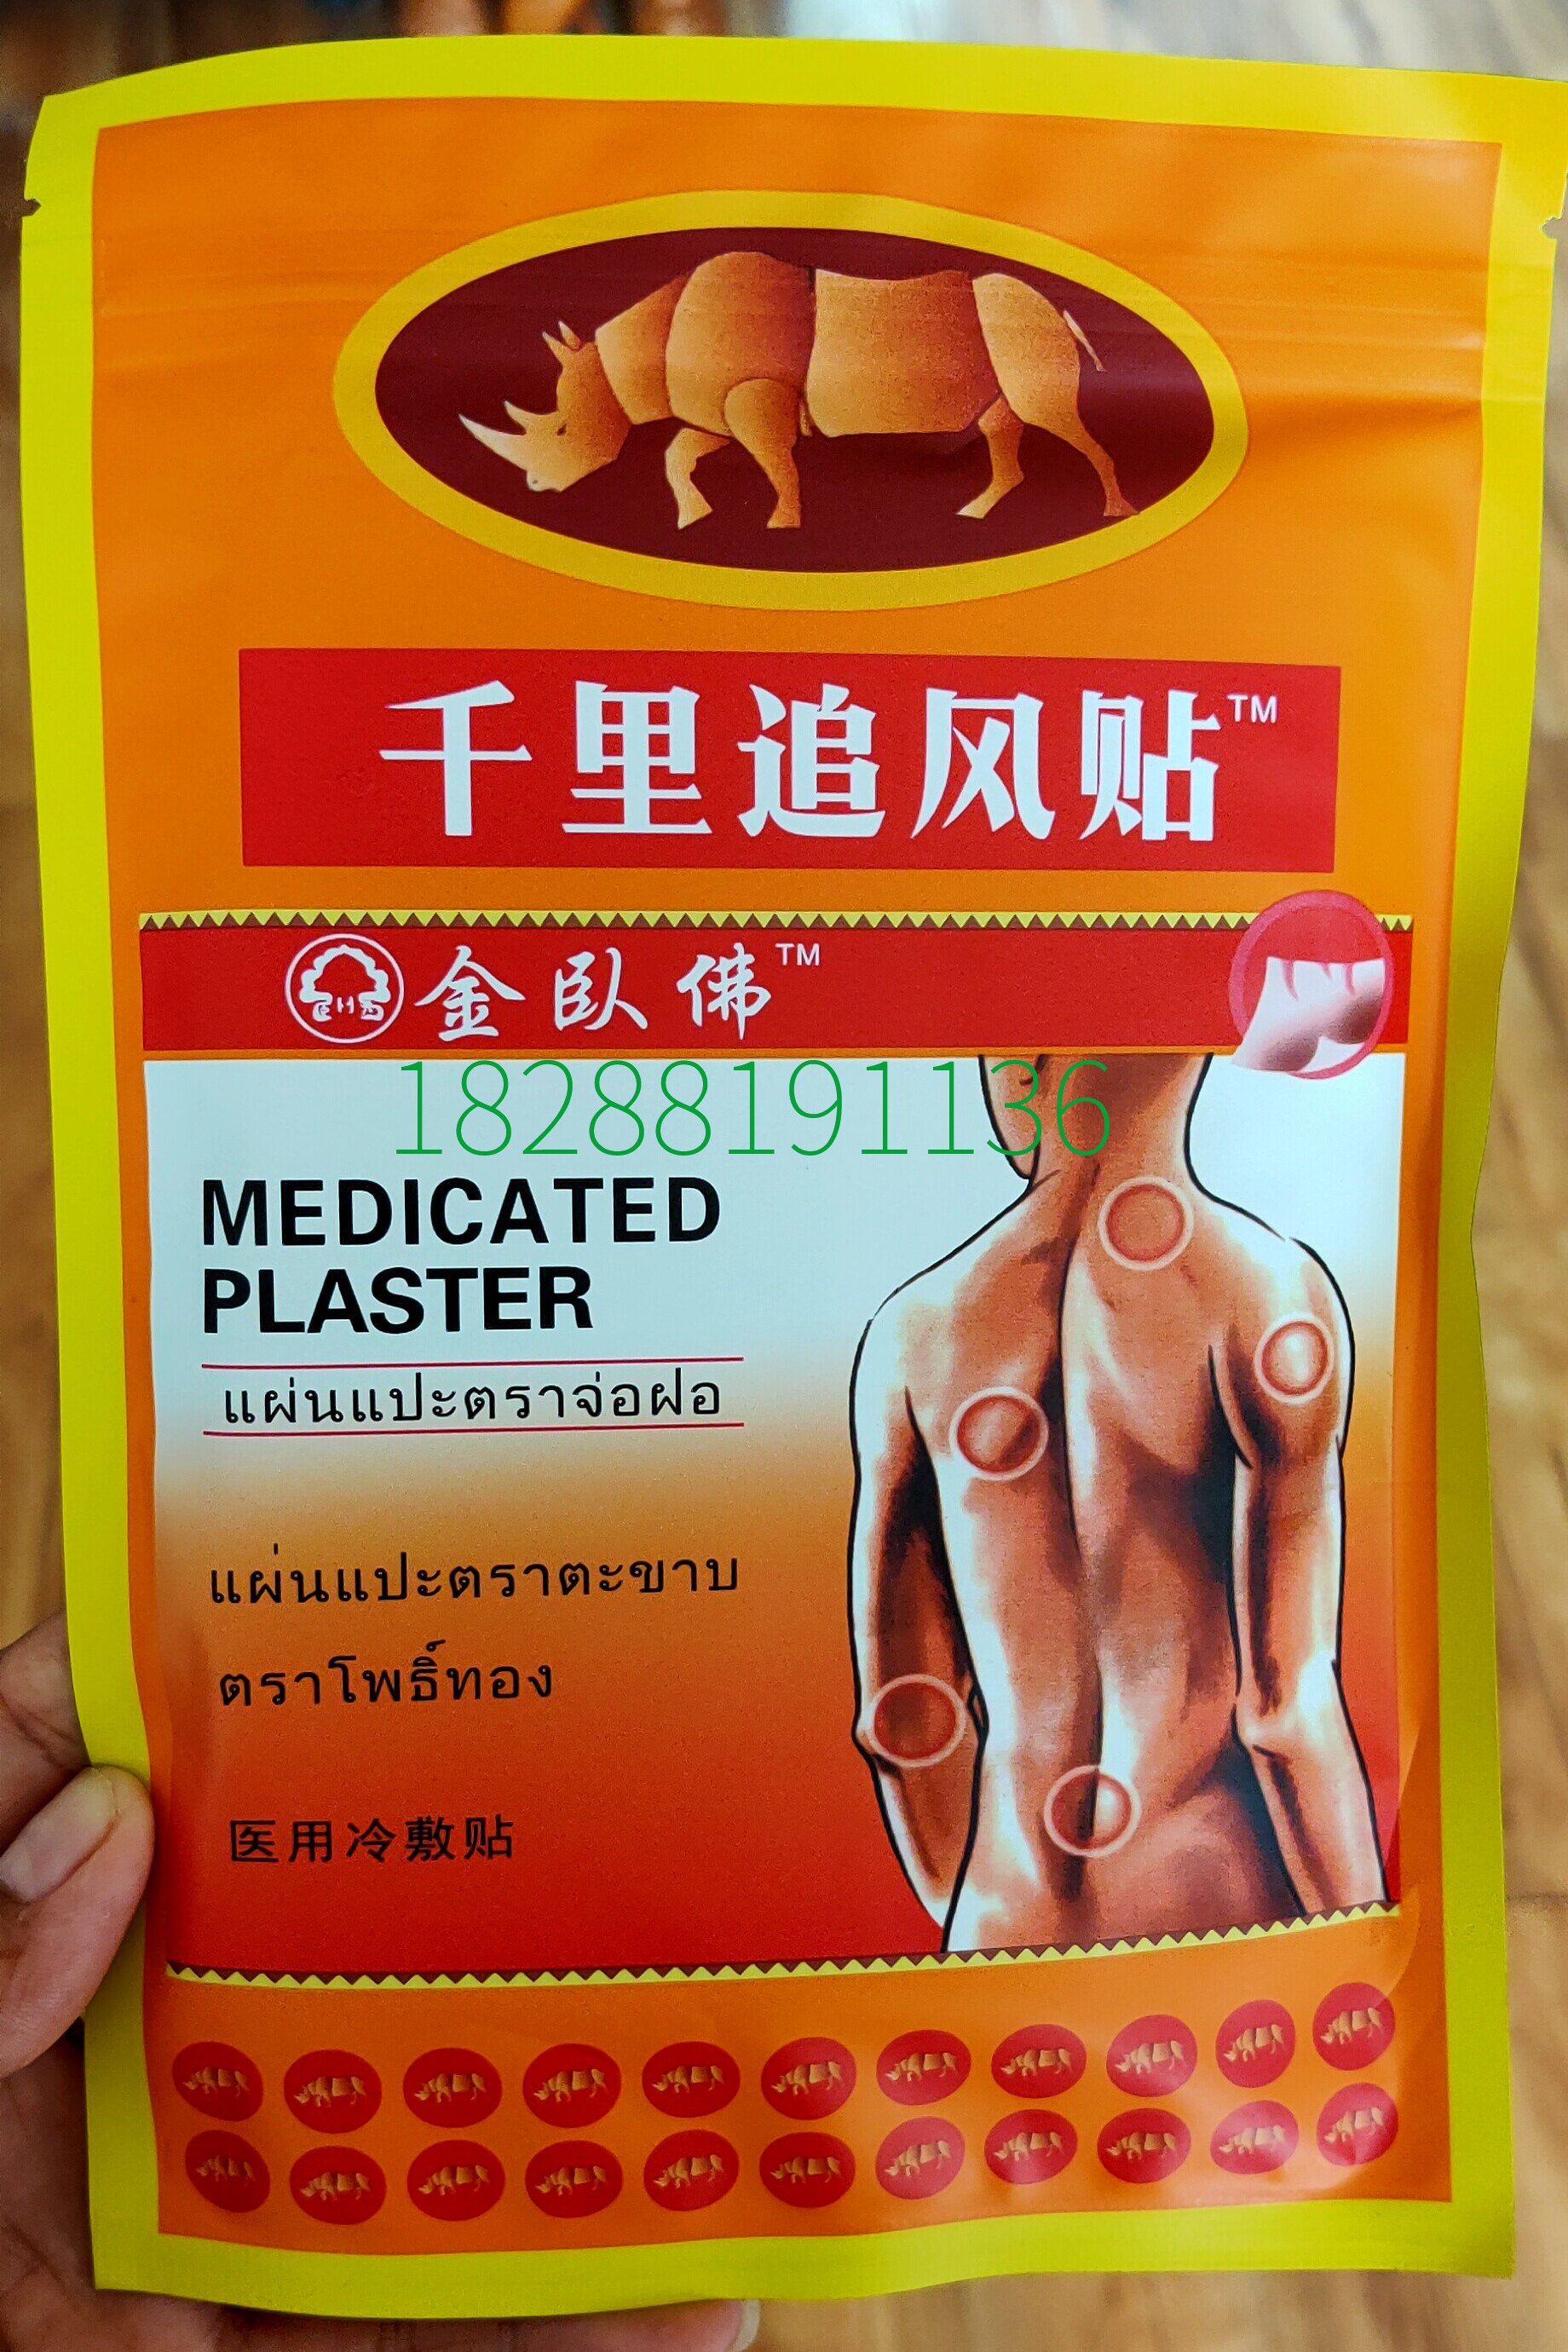 千里追风贴™
金臥佛™
18288191136
MEDICATED
PLASTER
แผ่นแปะตราจ่อฝอ
แผ่นแปะตราตะขาบ
ตราโพธิ์ทอง
医用冷敷贴